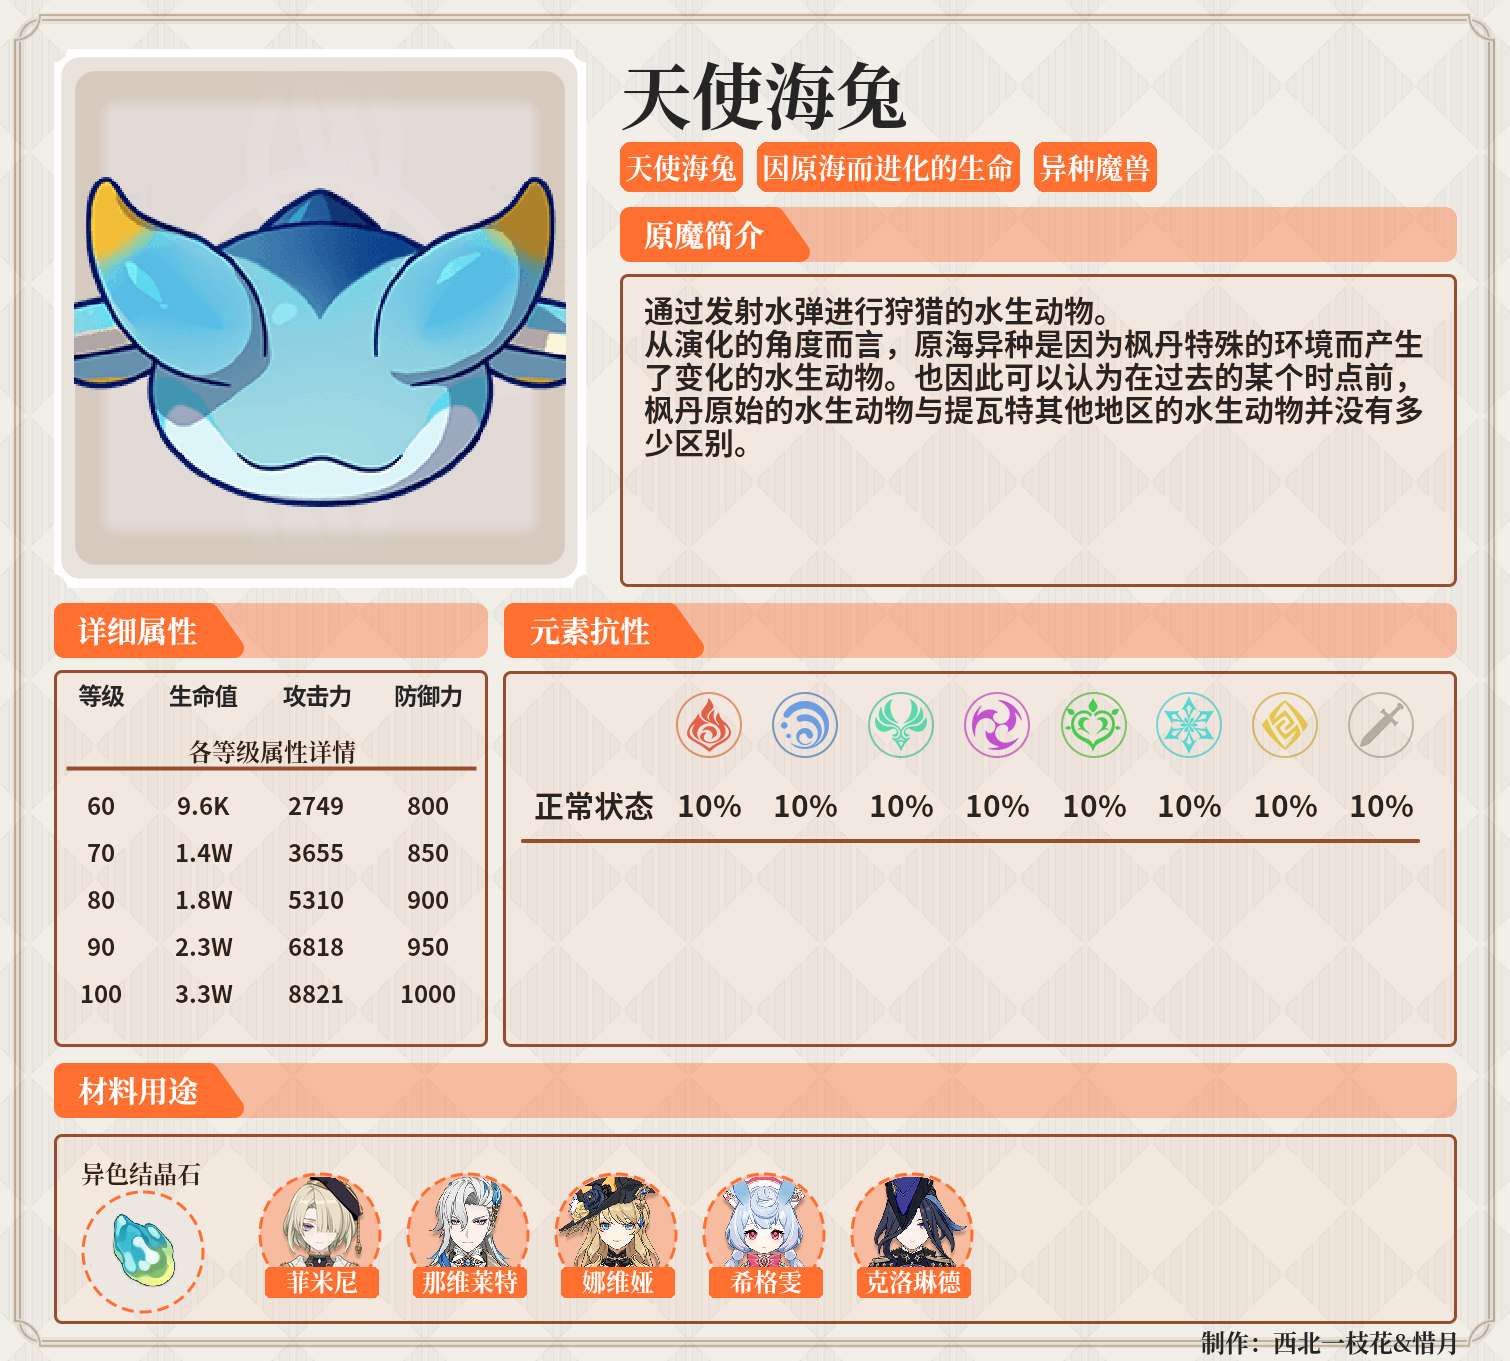 天使海兔
天使海兔 因原海而进化的生命 异种魔兽
原魔简介
通过发射水弹进行狩猎的水生动物。
从演化的角度而言，原海异种是因为枫丹特殊的环境而产生
了变化的水生动物。也因此可以认为在过去的某个时点前，
枫丹原始的水生动物与提瓦特其他地区的水生动物并没有多
少区别。
详细属性
等级 生命值 攻击力 防御力
各等级属性详情
60 9.6K 2749 800
70 1.4W 3655 850
80 1.8W 5310 900
90 2.3W 6818 950
100 3.3W 8821 1000
元素抗性
正常状态 10% 10% 10% 10% 10% 10% 10% 10%
材料用途
异色结晶石
菲米尼 那维莱特 娜维娅 希格雯 克洛琳德
制作：西北一枝花&惜月